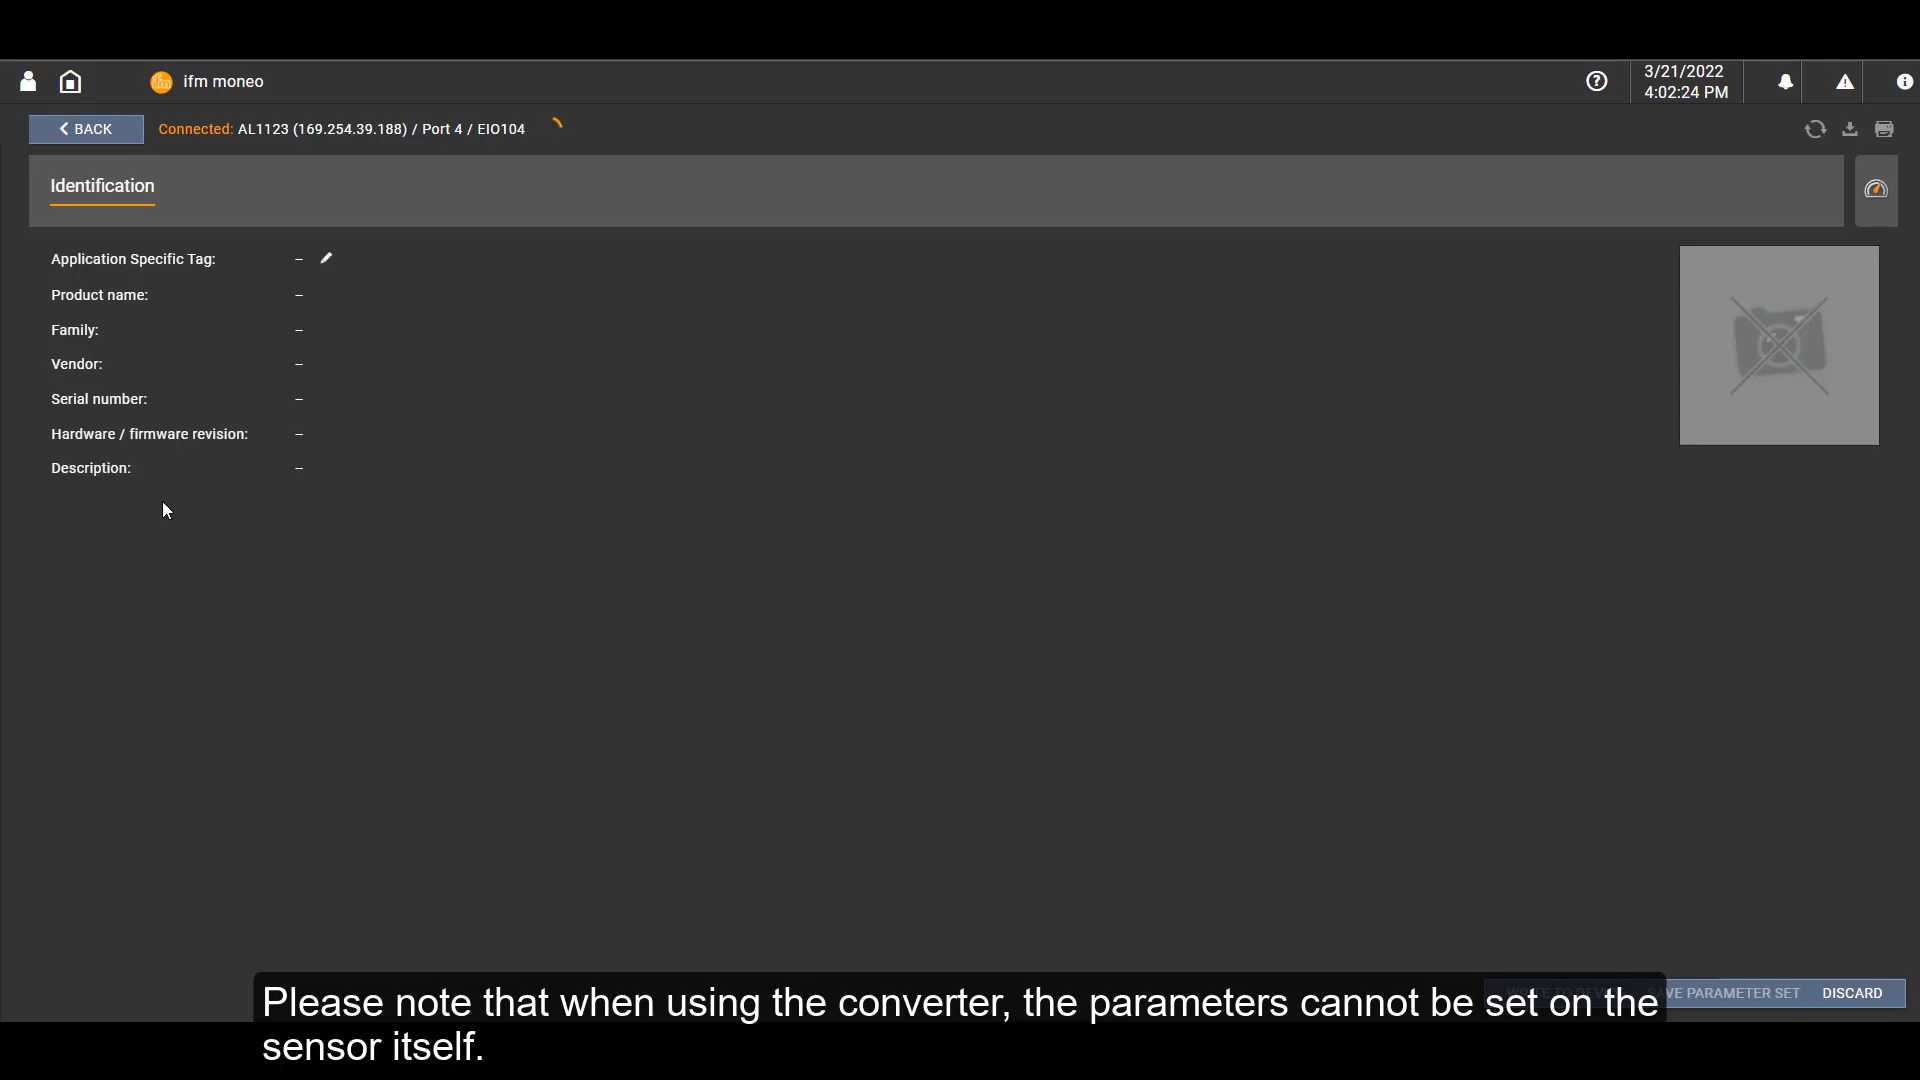 ifm moneo
3/21/2022
4:02:24 PM
BACK
Connected: AL1123 (169.254.39.188) / Port 4 / EIO104
Identification
Application Specific Tag: –
Product name: –
Family: –
Vendor: –
Serial number: –
Hardware / firmware revision: –
Description: –
PARAMETER SET DISCARD
Please note that when using the converter, the parameters cannot be set on the
sensor itself.